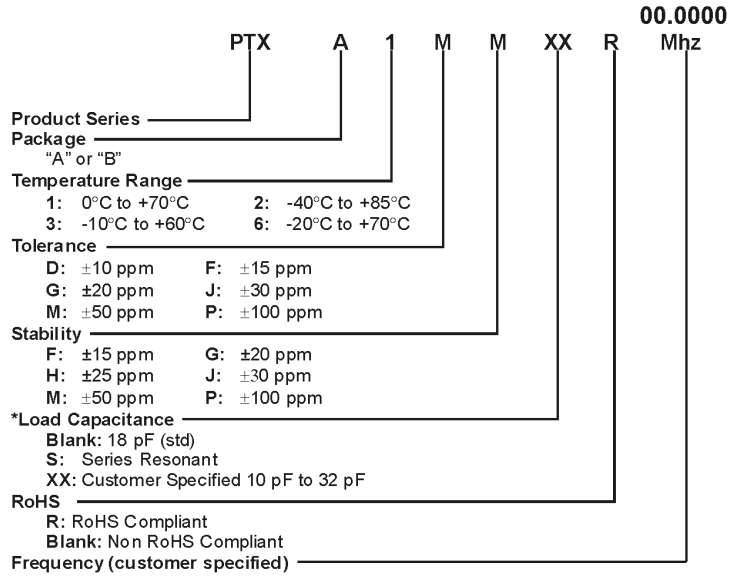 00.0000
PTX A 1 M M XX R Mhz
Product Series
Package
“A” or “B”
Temperature Range
1: 0°C to +70°C 2: -40°C to +85°C
3: -10°C to +60°C 6: -20°C to +70°C
Tolerance
D: ±10 ppm F: ±15 ppm
G: ±20 ppm J: ±30 ppm
M: ±50 ppm P: ±100 ppm
Stability
F: ±15 ppm G: ±20 ppm
H: ±25 ppm J: ±30 ppm
M: ±50 ppm P: ±100 ppm
*Load Capacitance
Blank: 18 pF (std)
S: Series Resonant
XX: Customer Specified 10 pF to 32 pF
RoHS
R: RoHS Compliant
Blank: Non RoHS Compliant
Frequency (customer specified)